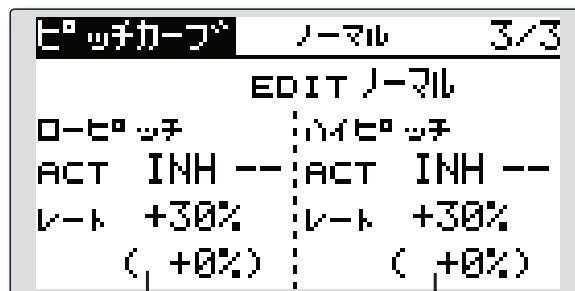 ピッチカーブ ノーマル 3/3
EDIT ノーマル
ローピッチ ハイピッチ
ACT INH -- ACT INH --
レート +30% レート +30%
( +0%) ( +0%)